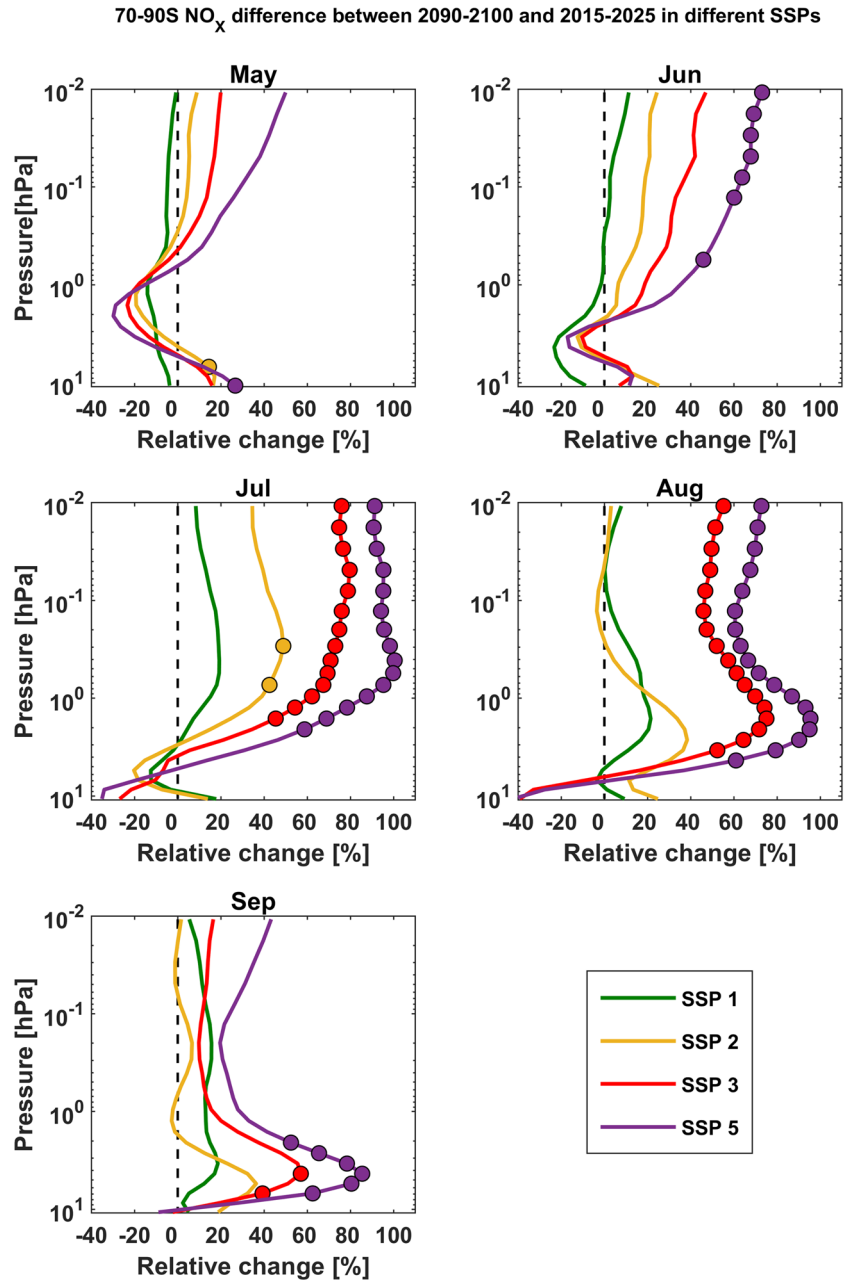 70-90S NOX difference between 2090-2100 and 2015-2025 in different SSPs
May
Pressure[hPa]
10-2
10-1
100
101
-40 -20 0 20 40 60 80 100
Relative change [%]
Jun
10-2
10-1
100
101
-40 -20 0 20 40 60 80 100
Relative change [%]
Jul
Pressure [hPa]
10-2
10-1
100
101
-40 -20 0 20 40 60 80 100
Relative change [%]
Aug
10-2
10-1
100
101
-40 -20 0 20 40 60 80 100
Relative change [%]
Sep
Pressure [hPa]
10-2
10-1
100
101
-40 -20 0 20 40 60 80 100
Relative change [%]
SSP 1
SSP 2
SSP 3
SSP 5